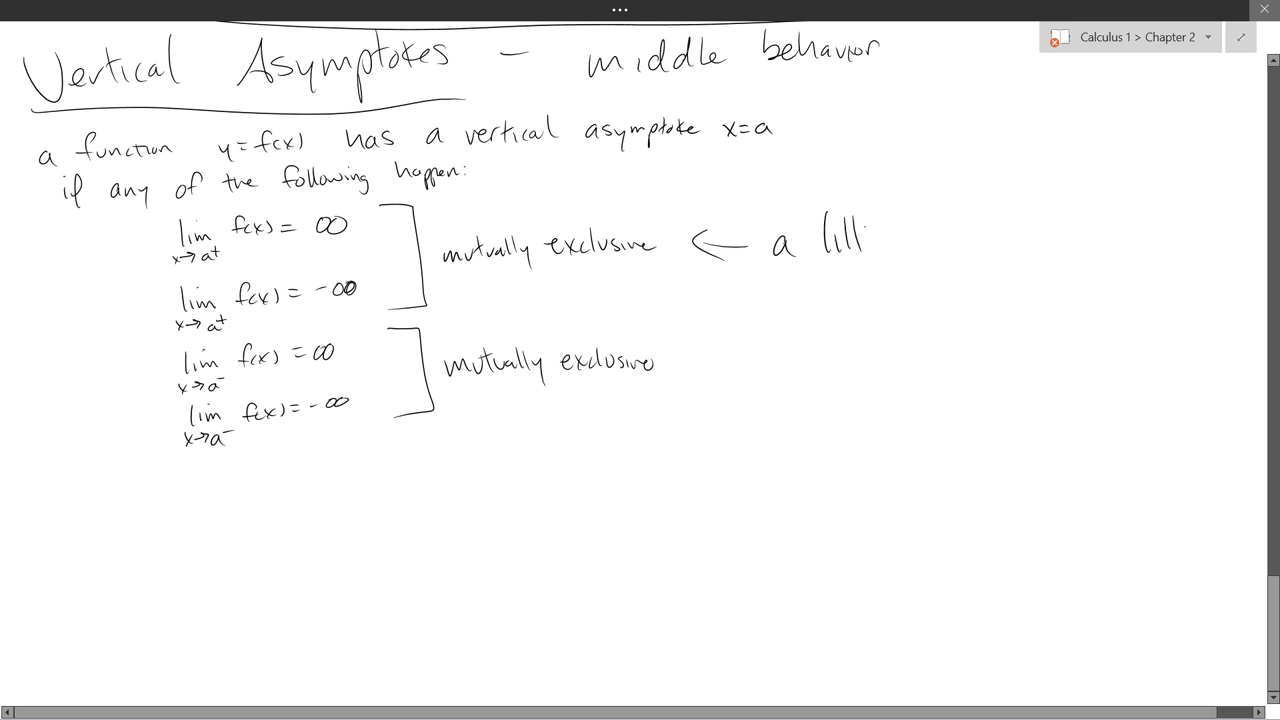 ...
Calculus 1 > Chapter 2
Vertical Asymptotes - middle behavior
a function y=f(x) has a vertical asymptote x=a
if any of the following happen:
lim x→a⁺ f(x) = ∞
lim x→a⁺ f(x) = -∞
mutually exclusive ← a
lim x→a⁻ f(x) = ∞
lim x→a⁻ f(x) = -∞
mutually exclusive